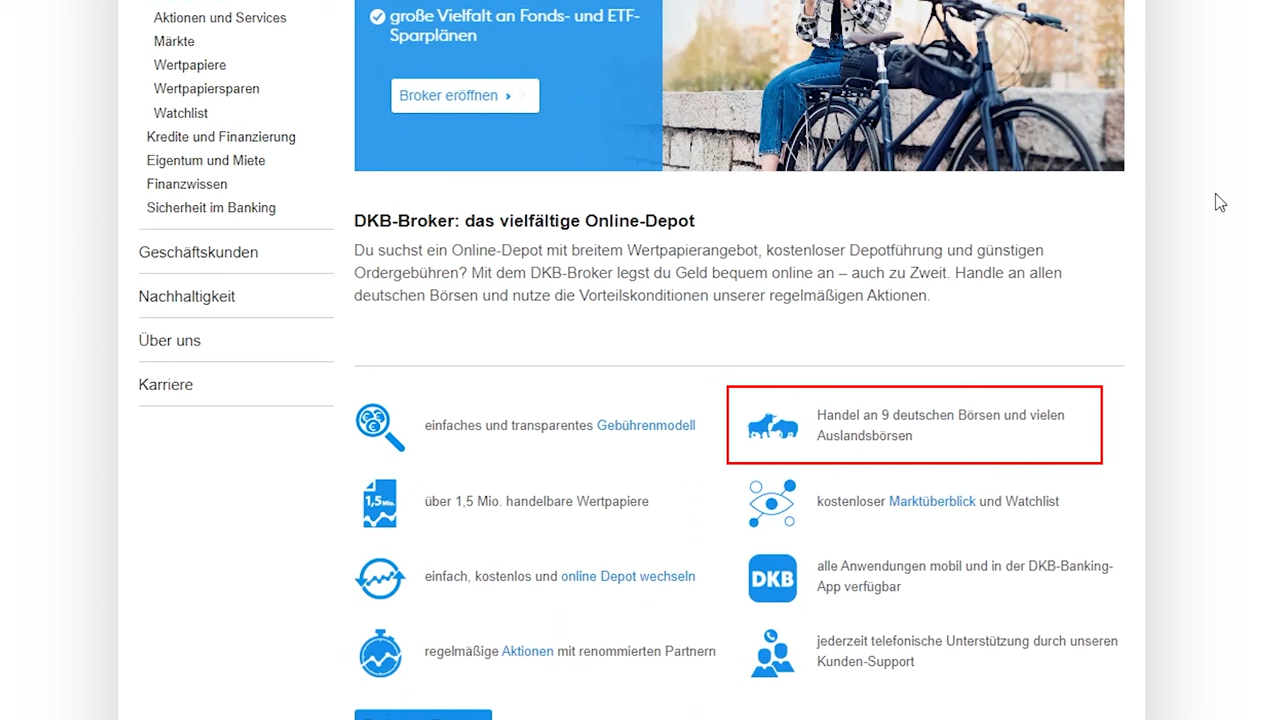 Aktionen und Services
Märkte
Wertpapiere
Wertpapiersparen
Watchlist
Kredite und Finanzierung
Eigentum und Miete
Finanzwissen
Sicherheit im Banking
Geschäftskunden
Nachhaltigkeit
Über uns
Karriere
große Vielfalt an Fonds- und ETF-
Sparplänen
Broker eröffnen
DKB-Broker: das vielfältige Online-Depot
Du suchst ein Online-Depot mit breitem Wertpapierangebot, kostenloser Depotführung und günstigen
Ordergebühren? Mit dem DKB-Broker legst du Geld bequem online an – auch zu Zweit. Handle an allen
deutschen Börsen und nutze die Vorteilskonditionen unserer regelmäßigen Aktionen.
einfaches und transparentes Gebührenmodell
Handel an 9 deutschen Börsen und vielen
Auslandsbörsen
1,5 Mio.
über 1,5 Mio. handelbare Wertpapiere
kostenloser Marktüberblick und Watchlist
einfach, kostenlos und online Depot wechseln
DKB
alle Anwendungen mobil und in der DKB-Banking-
App verfügbar
regelmäßige Aktionen mit renommierten Partnern
jederzeit telefonische Unterstützung durch unseren
Kunden-Support